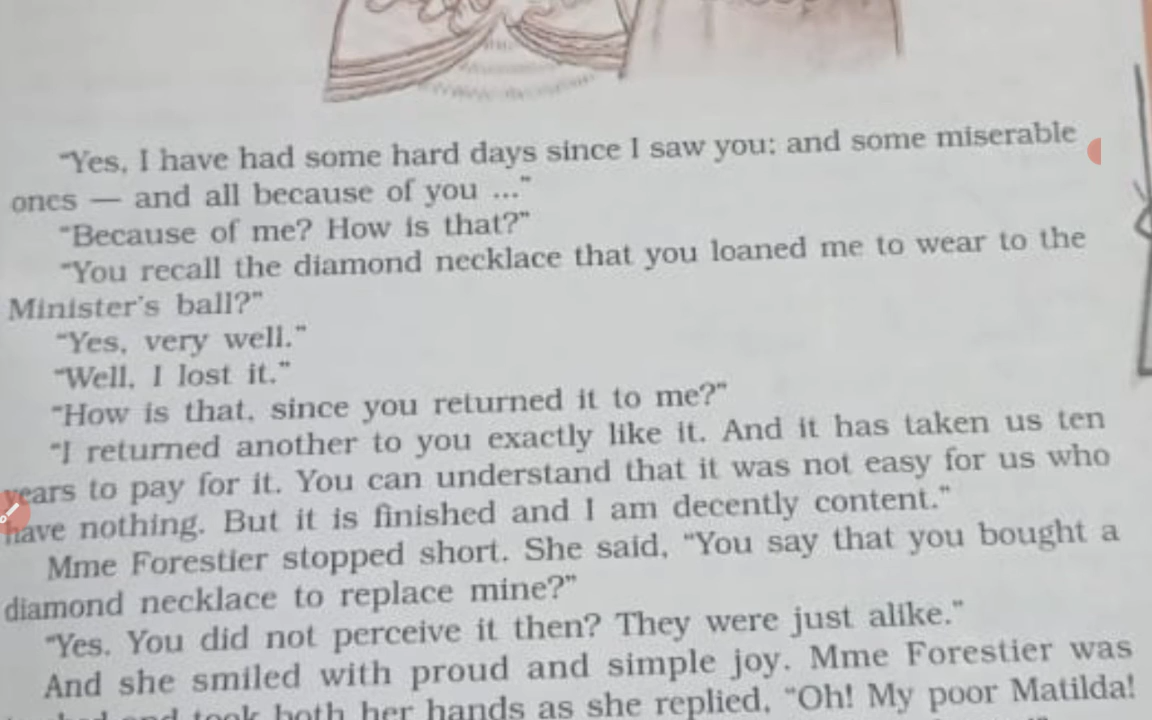 "Yes, I have had some hard days since I saw you; and some miserable
ones — and all because of you ..."
"Because of me? How is that?"
"You recall the diamond necklace that you loaned me to wear to the
Minister's ball?"
"Yes, very well."
"Well, I lost it."
"How is that, since you returned it to me?"
"I returned another to you exactly like it. And it has taken us ten
years to pay for it. You can understand that it was not easy for us who
have nothing. But it is finished and I am decently content."
Mme Forestier stopped short. She said, "You say that you bought a
diamond necklace to replace mine?"
"Yes. You did not perceive it then? They were just alike."
And she smiled with proud and simple joy. Mme Forestier was
and took both her hands as she replied, "Oh! My poor Matilda!